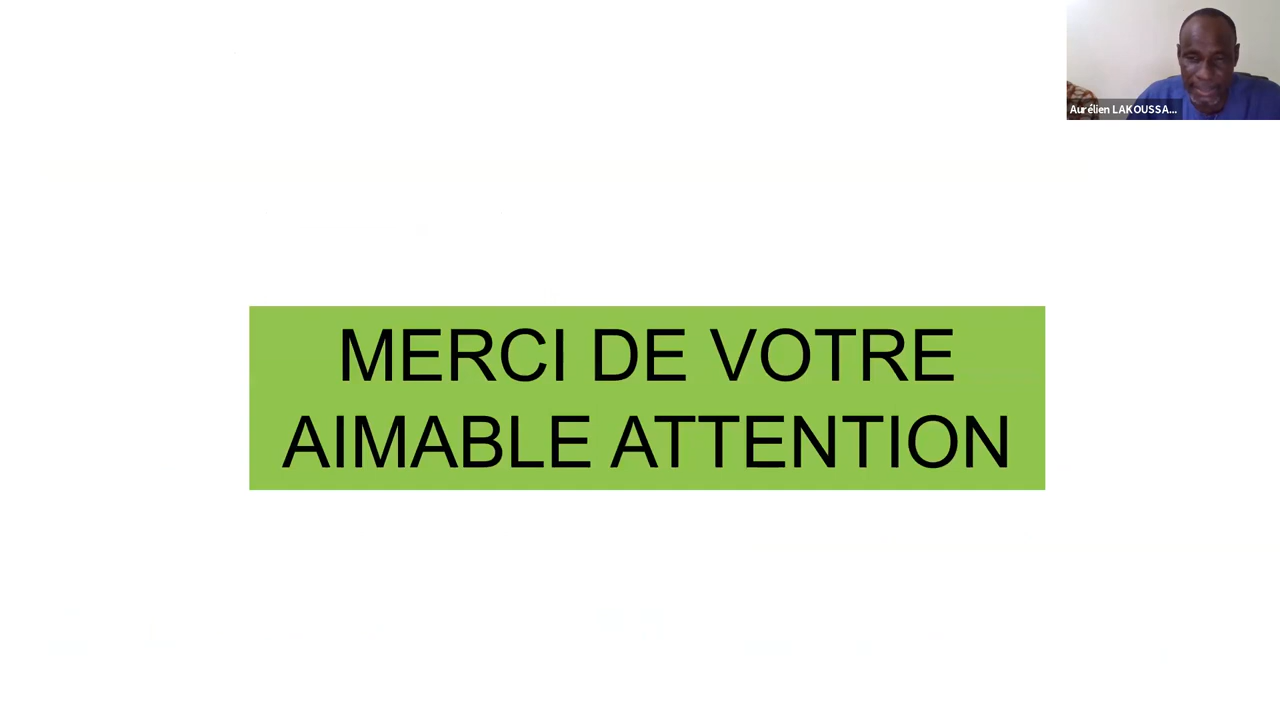 Aurélien LAKOUSSA...
MERCI DE VOTRE
AIMABLE ATTENTION